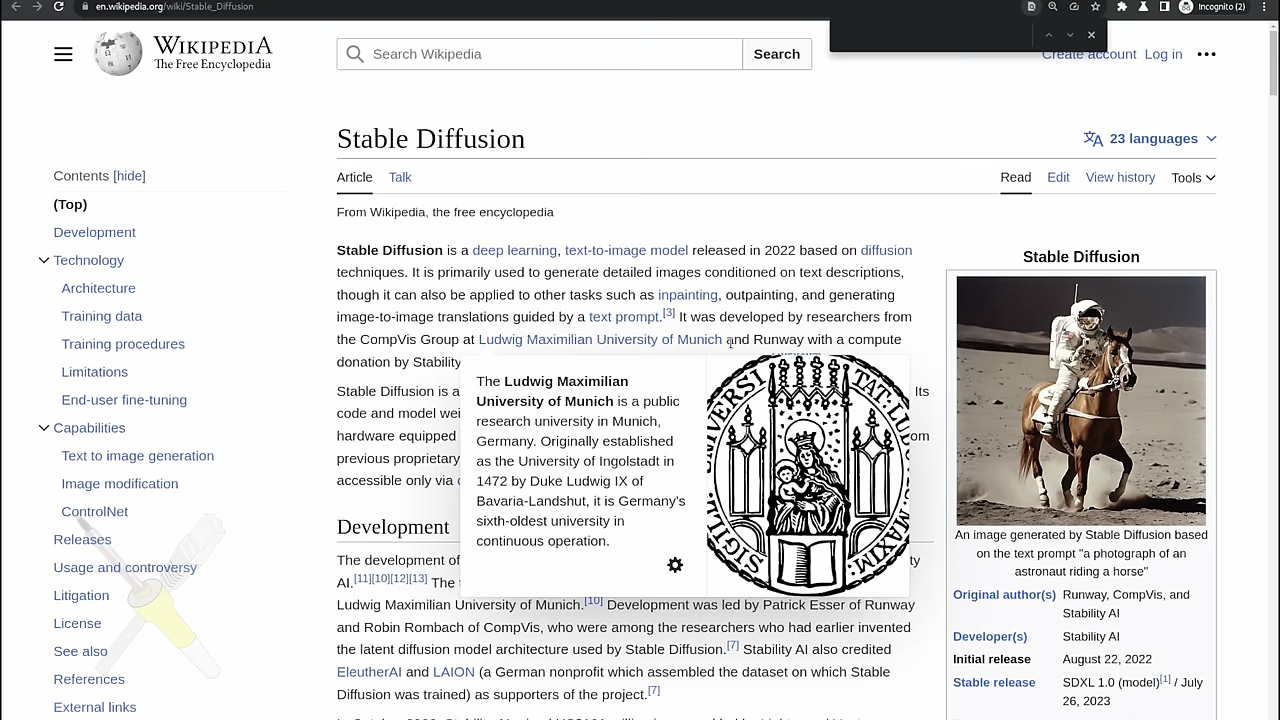 en.wikipedia.org/wiki/Stable_Diffusion
Incognito (2)
WIKIPEDIA
The Free Encyclopedia
Search Wikipedia
Search
Create account Log in
Stable Diffusion
23 languages
Contents [hide]
(Top)
Development
Technology
Architecture
Training data
Training procedures
Limitations
End-user fine-tuning
Capabilities
Text to image generation
Image modification
ControlNet
Releases
Usage and controversy
Litigation
License
See also
References
External links
Article Talk
Read Edit View history Tools
From Wikipedia, the free encyclopedia
Stable Diffusion is a deep learning, text-to-image model released in 2022 based on diffusion
techniques. It is primarily used to generate detailed images conditioned on text descriptions,
though it can also be applied to other tasks such as inpainting, outpainting, and generating
image-to-image translations guided by a text prompt.[3] It was developed by researchers from
the CompVis Group at Ludwig Maximilian University of Munich and Runway with a compute
donation by Stability
Stable Diffusion is a
Its
code and model wei
hardware equipped
om
previous proprietary
accessible only via
The Ludwig Maximilian
University of Munich is a public
research university in Munich,
Germany. Originally established
as the University of Ingolstadt in
1472 by Duke Ludwig IX of
Bavaria-Landshut, it is Germany's
sixth-oldest university in
continuous operation.
Development
The development of
ty
AI.[11][10][12][13] The
Ludwig Maximilian University of Munich.[10] Development was led by Patrick Esser of Runway
and Robin Rombach of CompVis, who were among the researchers who had earlier invented
the latent diffusion model architecture used by Stable Diffusion.[7] Stability AI also credited
EleutherAI and LAION (a German nonprofit which assembled the dataset on which Stable
Diffusion was trained) as supporters of the project.[7]
Stable Diffusion
An image generated by Stable Diffusion based
on the text prompt "a photograph of an
astronaut riding a horse"
Original author(s) Runway, CompVis, and
Stability AI
Developer(s) Stability AI
Initial release August 22, 2022
Stable release SDXL 1.0 (model)[1] / July
26, 2023